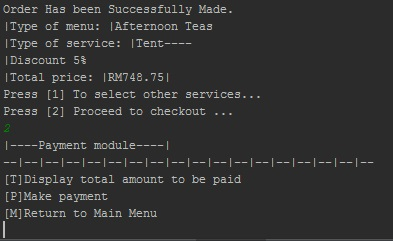 Order Has been Successfully Made.
|Type of menu: |Afternoon Teas
|Type of service: |Tent----
|Discount 5%
|Total price: |RM748.75|
Press [1] To select other services...
Press [2] Proceed to checkout ...
2
|----Payment module----|
--|--|--|--|--|--|--|--|--|--|--|--|--|--|--|--|--|--
[T]Display total amount to be paid
[P]Make payment
[M]Return to Main Menu